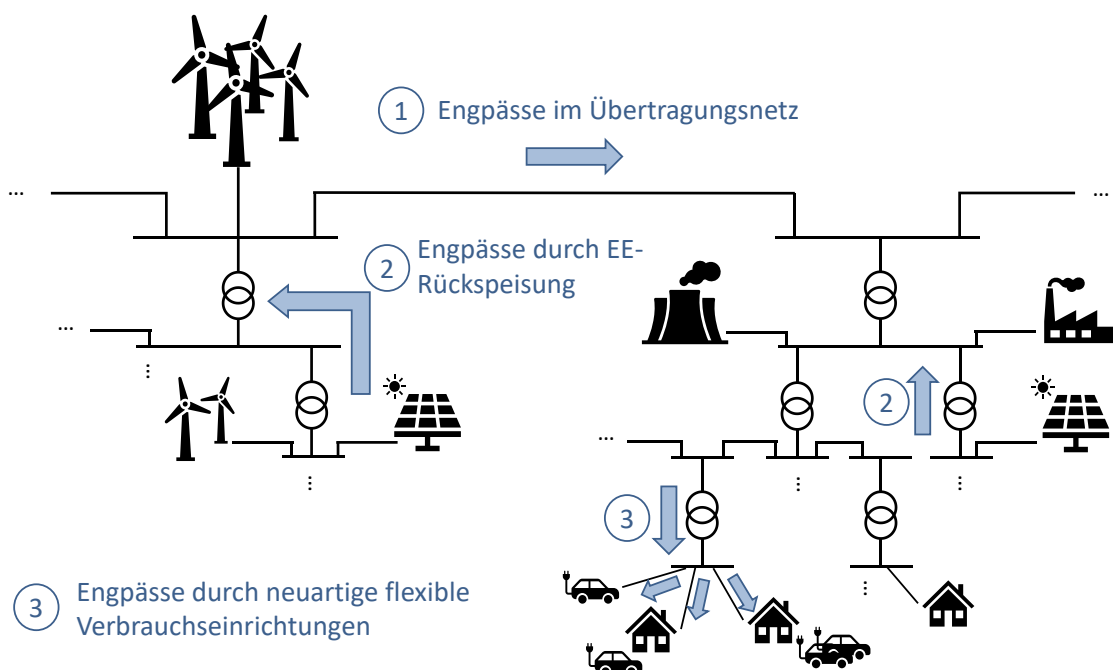 1 Engpässe im Übertragungsnetz
...
...
2 Engpässe durch EE-
Rückspeisung
...
...
2
...
...
...
...
3
...
3 Engpässe durch neuartige flexible
Verbrauchseinrichtungen